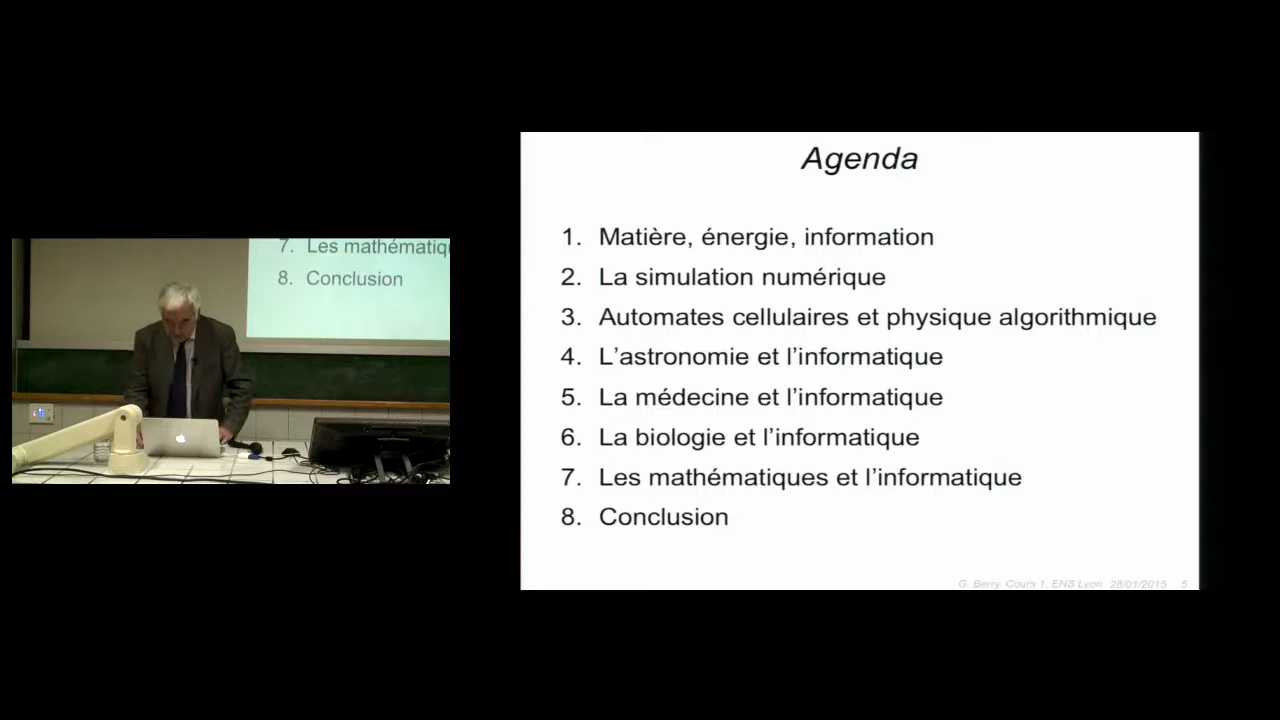 7. Les mathématiq
8. Conclusion
Agenda
1. Matière, énergie, information
2. La simulation numérique
3. Automates cellulaires et physique algorithmique
4. L’astronomie et l’informatique
5. La médecine et l’informatique
6. La biologie et l’informatique
7. Les mathématiques et l’informatique
8. Conclusion
G. Berry, Cours 1, ENS Lyon 28/01/2015 5